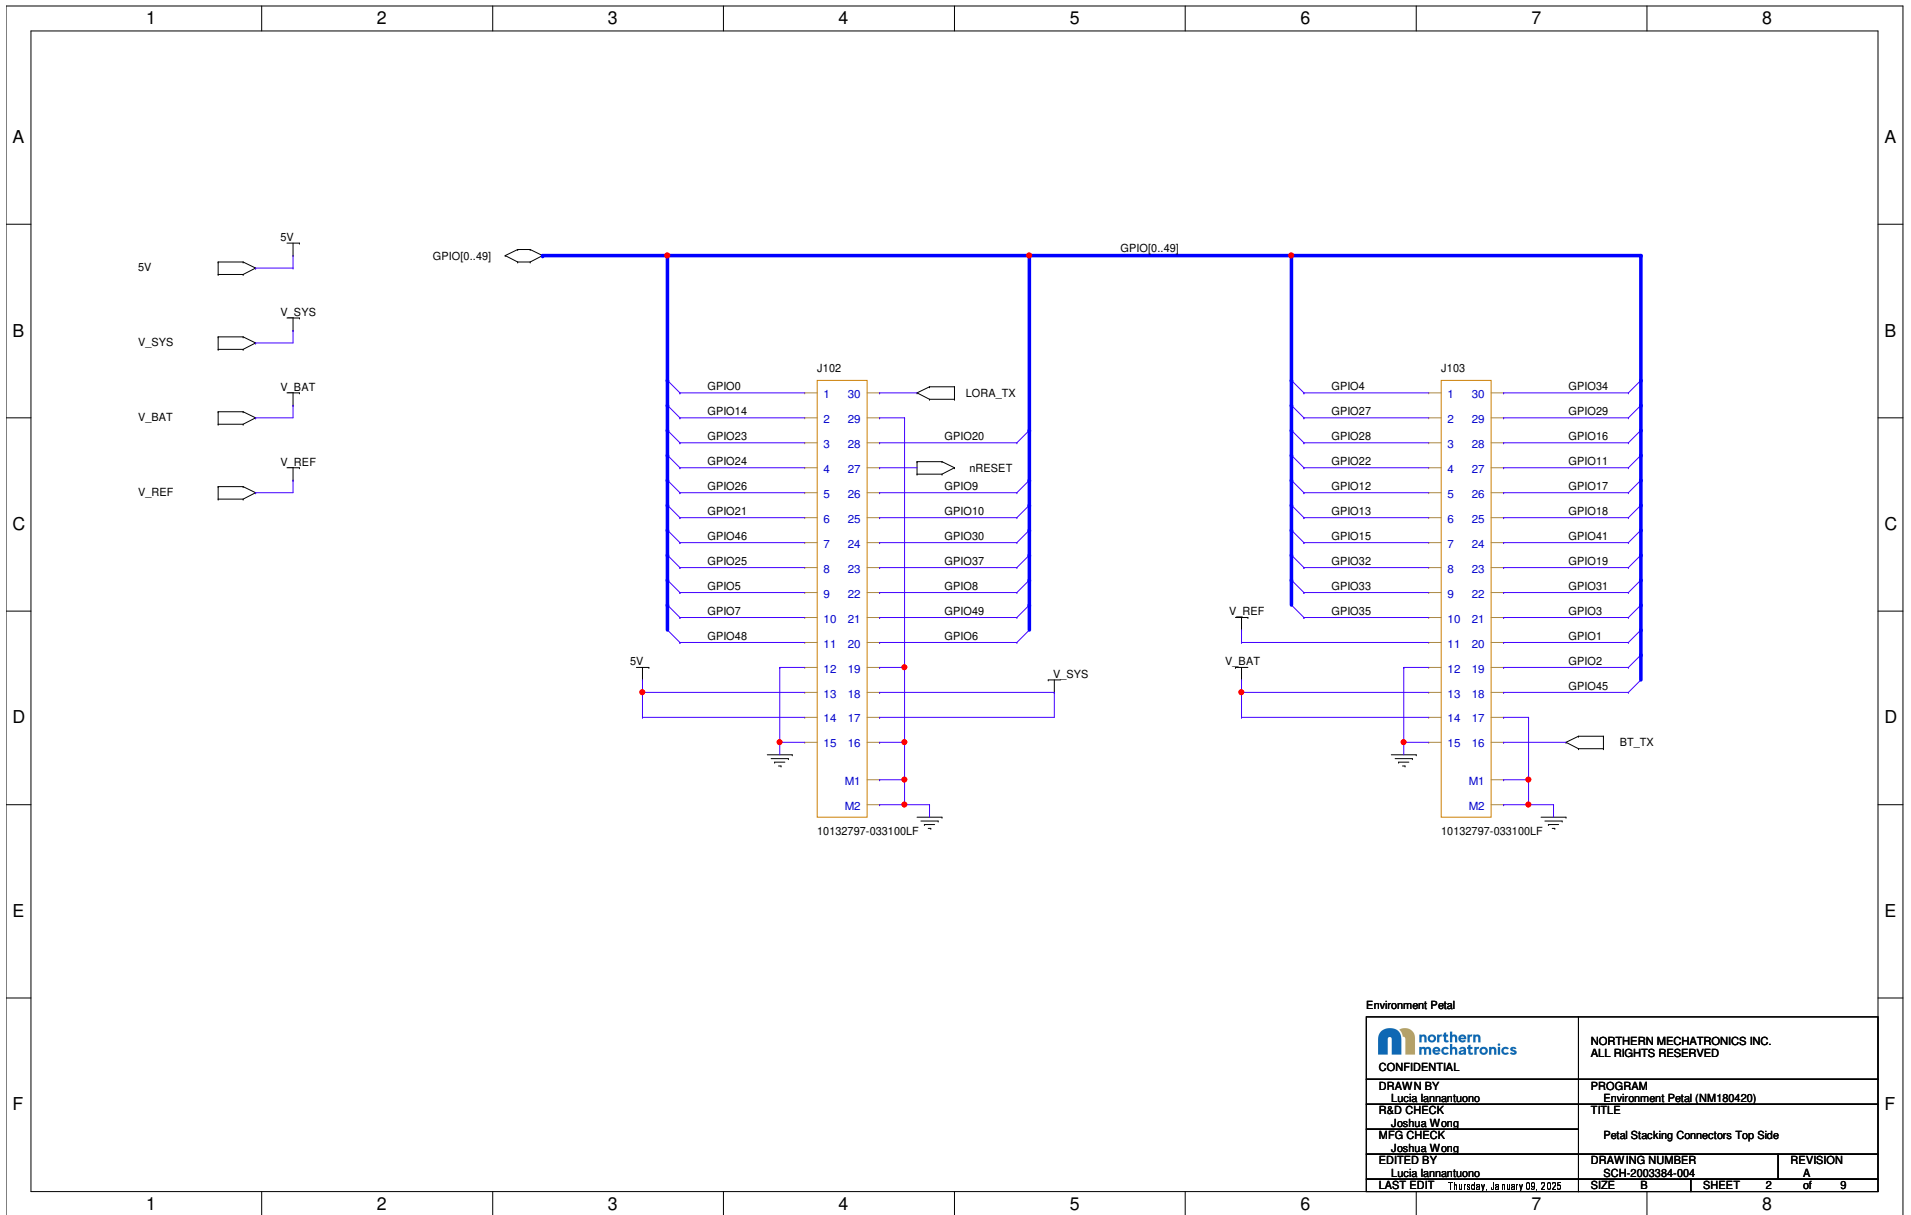 1 2 3 4 5 6 7 8
A A
5V
GPIO[0..49]
GPIO[0..49]
5V
V_SYS
B B
V_SYS
J102 J103
V_BAT
GPIO0 1 30 LORA_TX GPIO4 1 30 GPIO34
V_BAT
GPIO14 2 29 GPIO27 2 29 GPIO29
GPIO23 3 28 GPIO20 GPIO28 3 28 GPIO16
V_REF
GPIO24 4 27 nRESET GPIO22 4 27 GPIO11
V_REF
GPIO26 5 26 GPIO9 GPIO12 5 26 GPIO17
GPIO21 6 25 GPIO10 GPIO13 6 25 GPIO18
C C
GPIO46 7 24 GPIO30 GPIO15 7 24 GPIO41
GPIO25 8 23 GPIO37 GPIO32 8 23 GPIO19
GPIO5 9 22 GPIO8 GPIO33 9 22 GPIO31
GPIO7 10 21 GPIO49 V_REF GPIO35 10 21 GPIO3
GPIO48 11 20 GPIO6 11 20 GPIO1
5V 12 19 V_BAT 12 19 GPIO2
13 18 V_SYS 13 18 GPIO45
D D
14 17 14 17
15 16 15 16 BT_TX
M1 M1
M2 M2
10132797-033100LF 10132797-033100LF
E E
Environment Petal
northern
mechatronics
CONFIDENTIAL
NORTHERN MECHATRONICS INC.
ALL RIGHTS RESERVED
F F
DRAWN BY
Lucia Iannantuono
PROGRAM
Environment Petal (NM180420)
R&D CHECK
Joshua Wong
TITLE
Petal Stacking Connectors Top Side
MFG CHECK
Joshua Wong
EDITED BY
Lucia Iannantuono
DRAWING NUMBER
SCH-2003384-004
REVISION
A
LAST EDIT Thursday, January 09, 2025
SIZE B SHEET 2 of 9
1 2 3 4 5 6 7 8